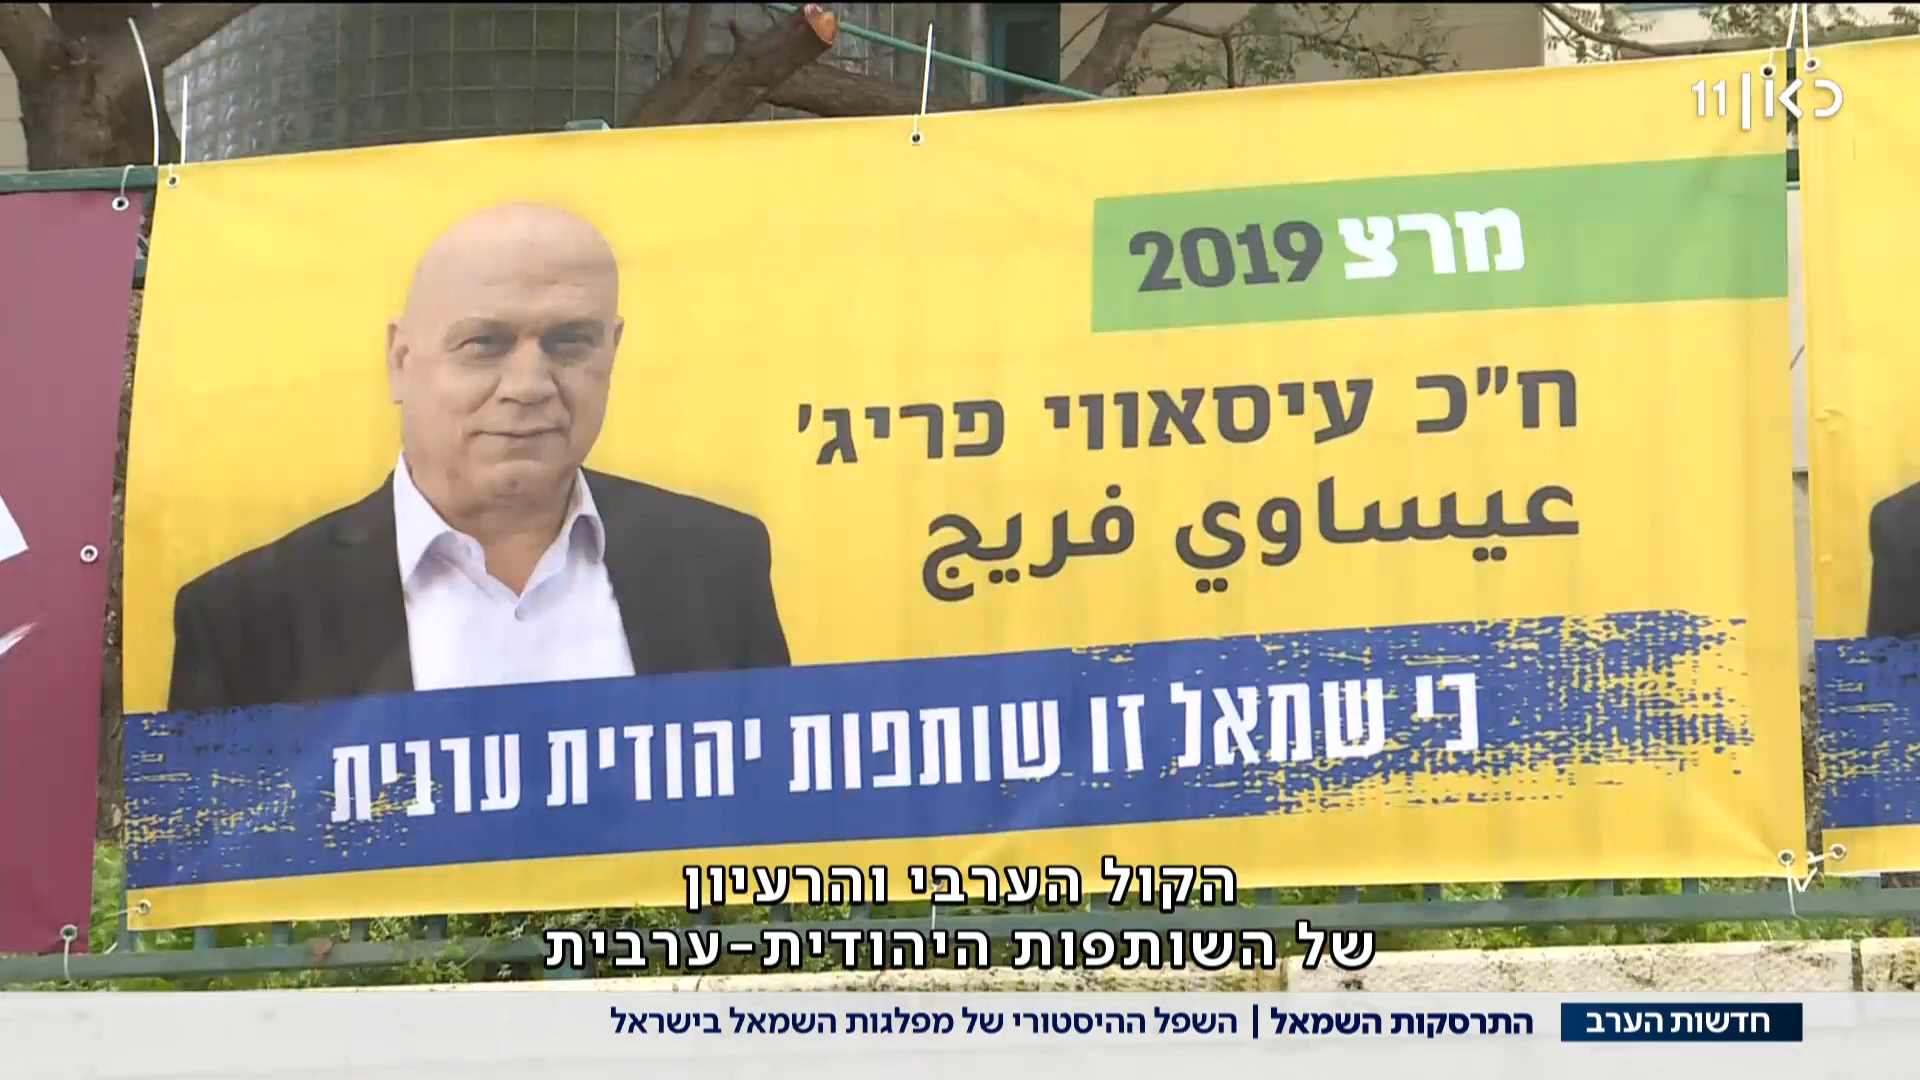 כאן 11
מרצ 2019
ח"כ עיסאווי פריג'
عيساوي فريج
כי שמאל זו שותפות יהודית ערבית
הקול הערבי והרעיון
של השותפות היהודית-ערבית
חדשות הערב
התרסקות השמאל | השפל ההיסטורי של מפלגות השמאל בישראל